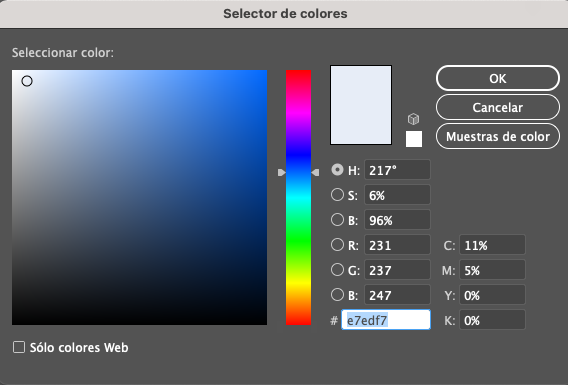 Selector de colores
Seleccionar color:
OK
Cancelar
Muestras de color
H: 217°
S: 6%
B: 96%
R: 231 C: 11%
G: 237 M: 5%
B: 247 Y: 0%
# e7edf7 K: 0%
Sólo colores Web